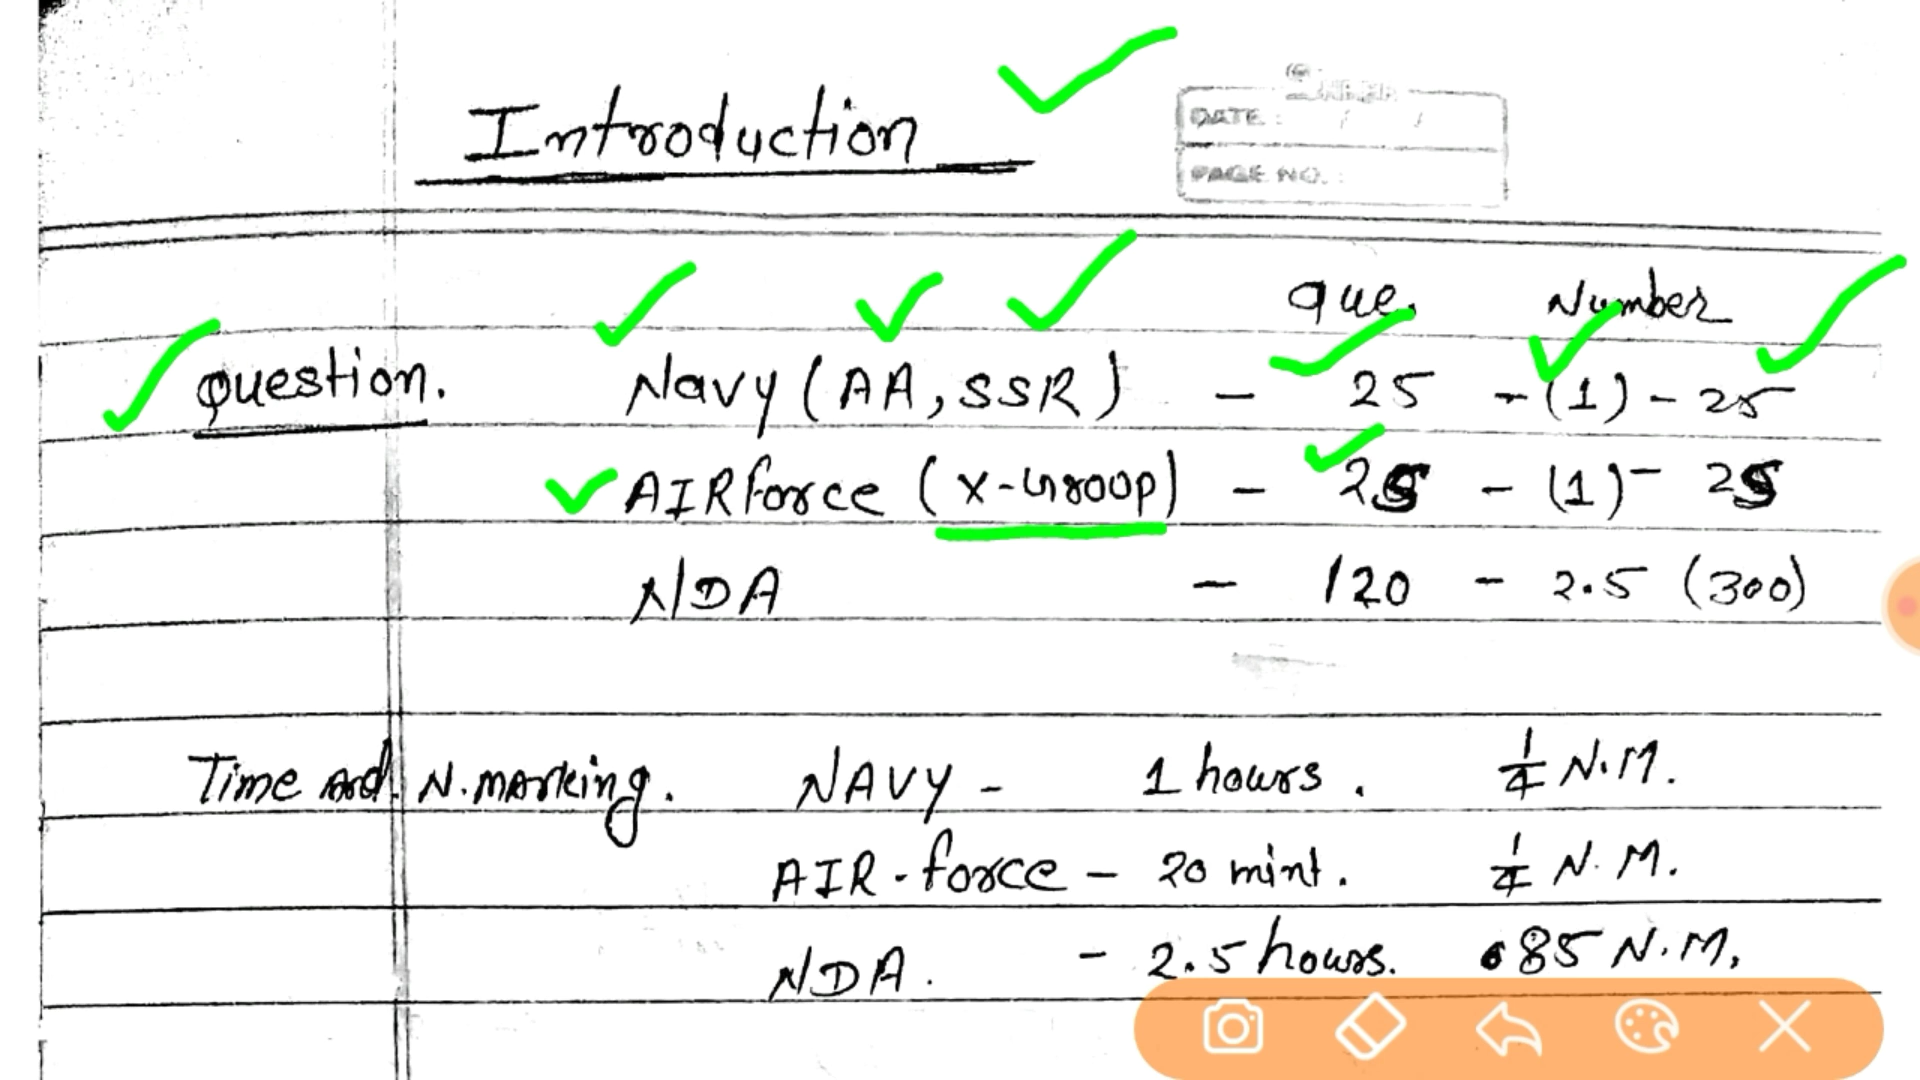 Introduction
DATE : / /
PAGE NO. :
que. Number
question. Navy (AA, SSR) - 25 - (1) - 25
AIRforce (X-Group) - 25 - (1) - 25
NDA - 120 - 2.5 (300)
Time and N. marking. NAVY - 1 hours. 1/4 N.M.
AIR-force - 20 mint. 1/4 N.M.
NDA. - 2.5 hours. .85 N.M.